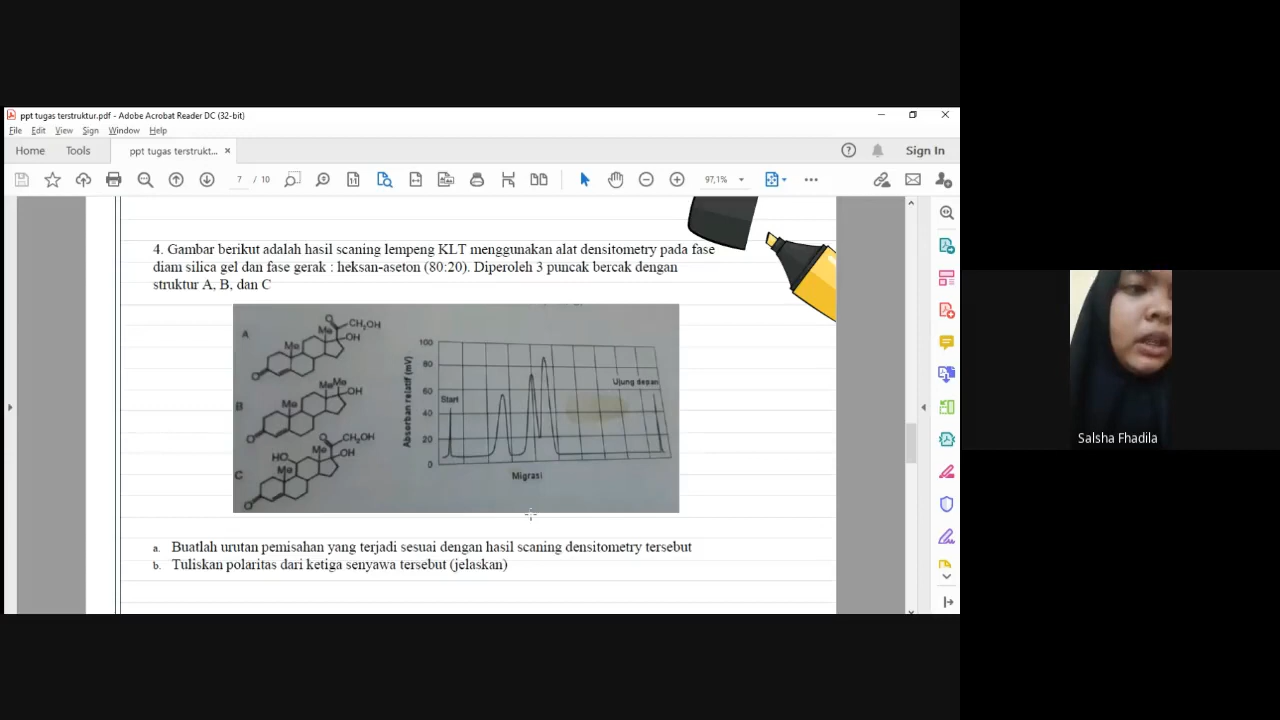 ppt tugas terstruktur.pdf - Adobe Acrobat Reader DC (32-bit)
File Edit View Sign Window Help
Home Tools ppt tugas terstrukt... × Sign In
7 / 10 97,1%
4. Gambar berikut adalah hasil scaning lempeng KLT menggunakan alat densitometry pada fase
diam silica gel dan fase gerak : heksan-aseton (80:20). Diperoleh 3 puncak bercak dengan
struktur A, B, dan C
A
CH₂OH
Me
OH
Me
O
O
B
Me Me
OH
Me
O
C
CH₂OH
O
HO
Me
OH
Me
O
Absorban relatif (mV)
100
80
60
40
20
0
Start
Ujung depan
Migrasi
a. Buatlah urutan pemisahan yang terjadi sesuai dengan hasil scaning densitometry tersebut
b. Tuliskan polaritas dari ketiga senyawa tersebut (jelaskan)
Salsha Fhadila